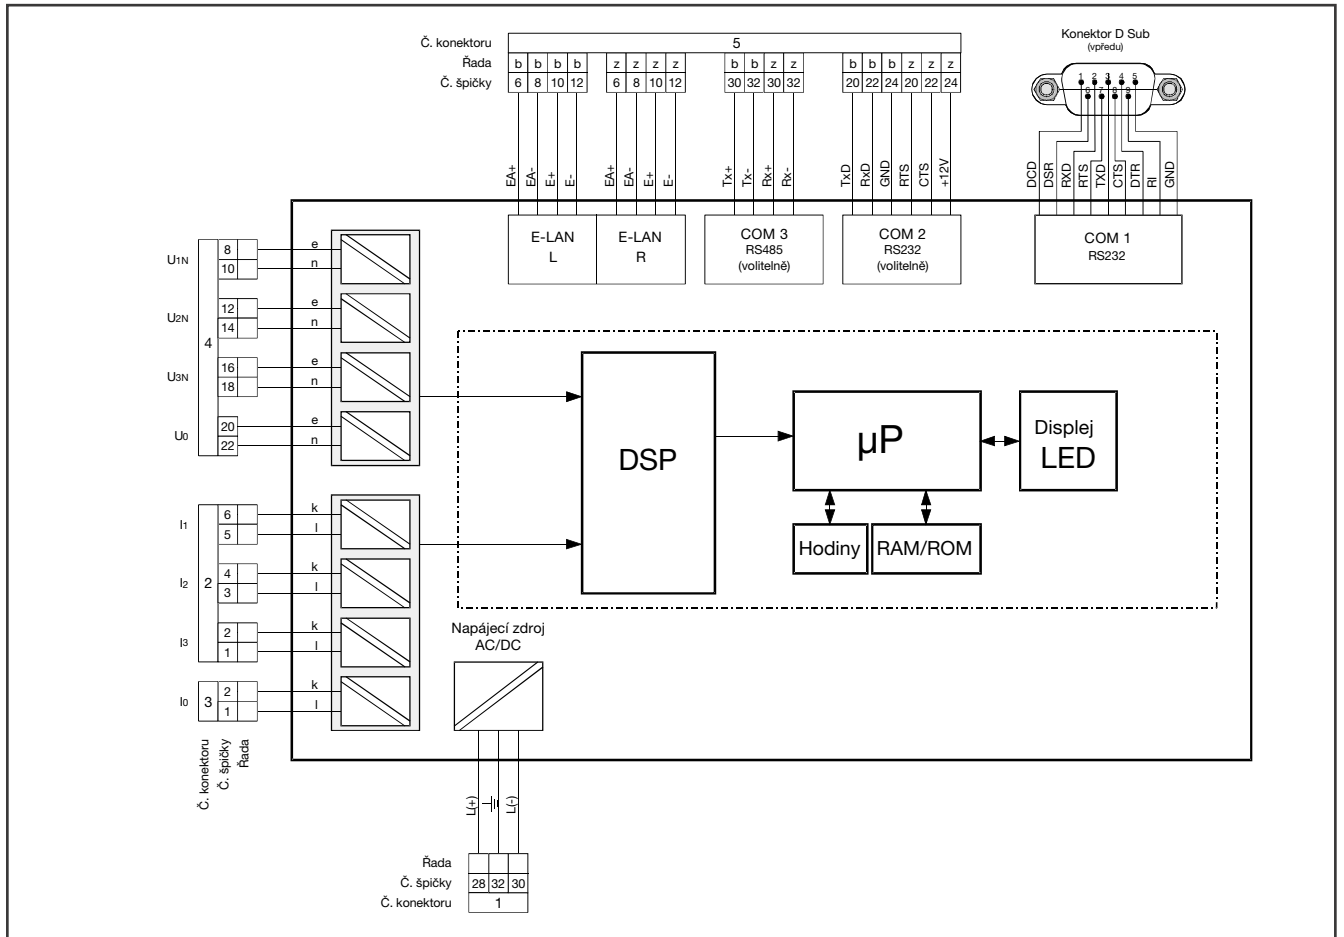 Č. konektoru 5
Řada b b b b z z z z b b z z b b b z z z
Č. špičky 6 8 10 12 6 8 10 12 30 32 30 32 20 22 24 20 22 24
Konektor D Sub
(vpředu)
1 2 3 4 5
6 7 8 9
EA+ EA- E+ E- EA+ EA- E+ E- Tx+ Tx- Rx+ Rx- TxD RxD GND RTS CTS +12V
DCD DSR RXD RTS TXD CTS DTR RI GND
E-LAN
L
E-LAN
R
COM 3
RS485
(volitelně)
COM 2
RS232
(volitelně)
COM 1
RS232
4
U1N
8 e
10 n
U2N
12 e
14 n
U3N
16 e
18 n
U0
20 e
22 n
DSP
µP
Displej
LED
Hodiny
RAM/ROM
2
I1
6 k
5 l
I2
4 k
3 l
I3
2 k
1 l
I0
3
2 k
1 l
Č. konektoru
Č. špičky
Řada
Napájecí zdroj
AC/DC
L(+) L(-)
Řada
Č. špičky 28 32 30
Č. konektoru 1